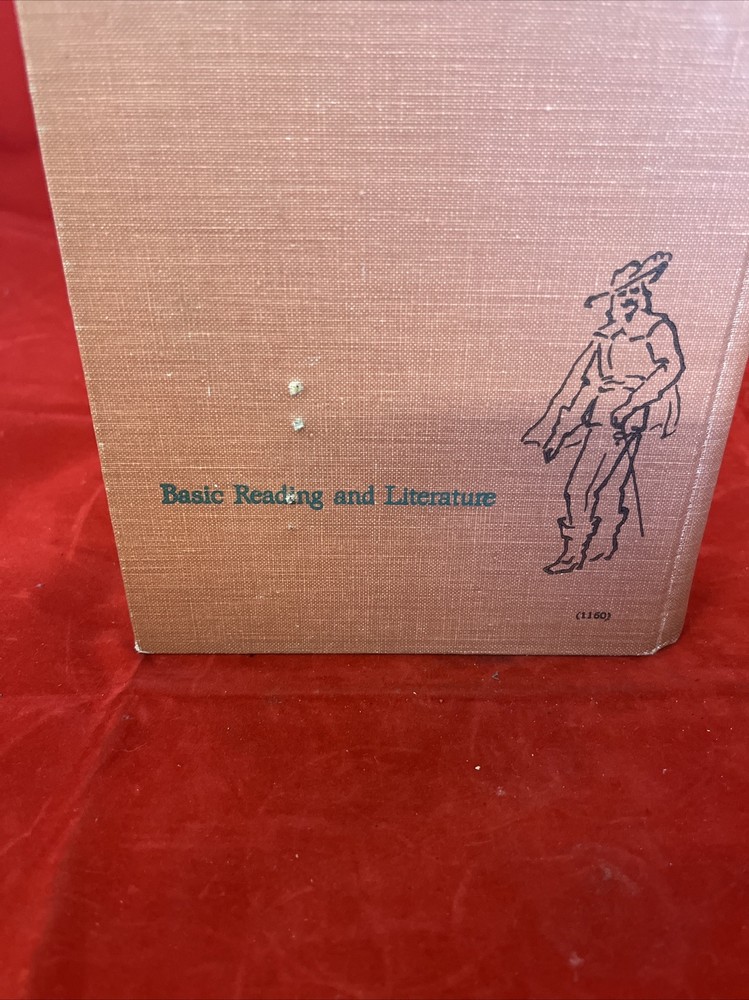 Basic Reading and Literature
(1160)